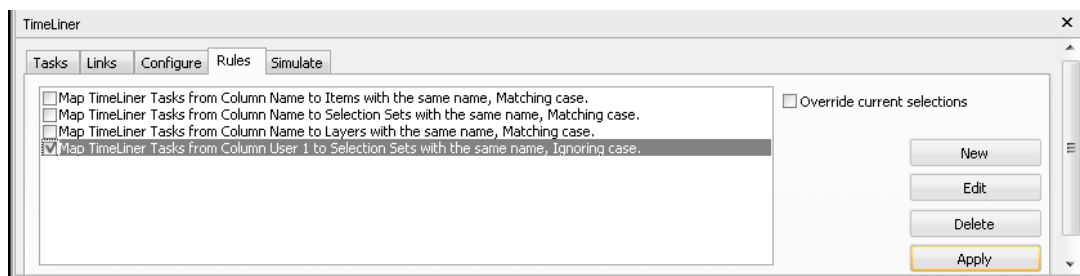 TimeLiner
Tasks Links Configure Rules Simulate
Map TimeLiner Tasks from Column Name to Items with the same name, Matching case.
Map TimeLiner Tasks from Column Name to Selection Sets with the same name, Matching case.
Map TimeLiner Tasks from Column Name to Layers with the same name, Matching case.
Map TimeLiner Tasks from Column User 1 to Selection Sets with the same name, Ignoring case.
Override current selections
New
Edit
Delete
Apply